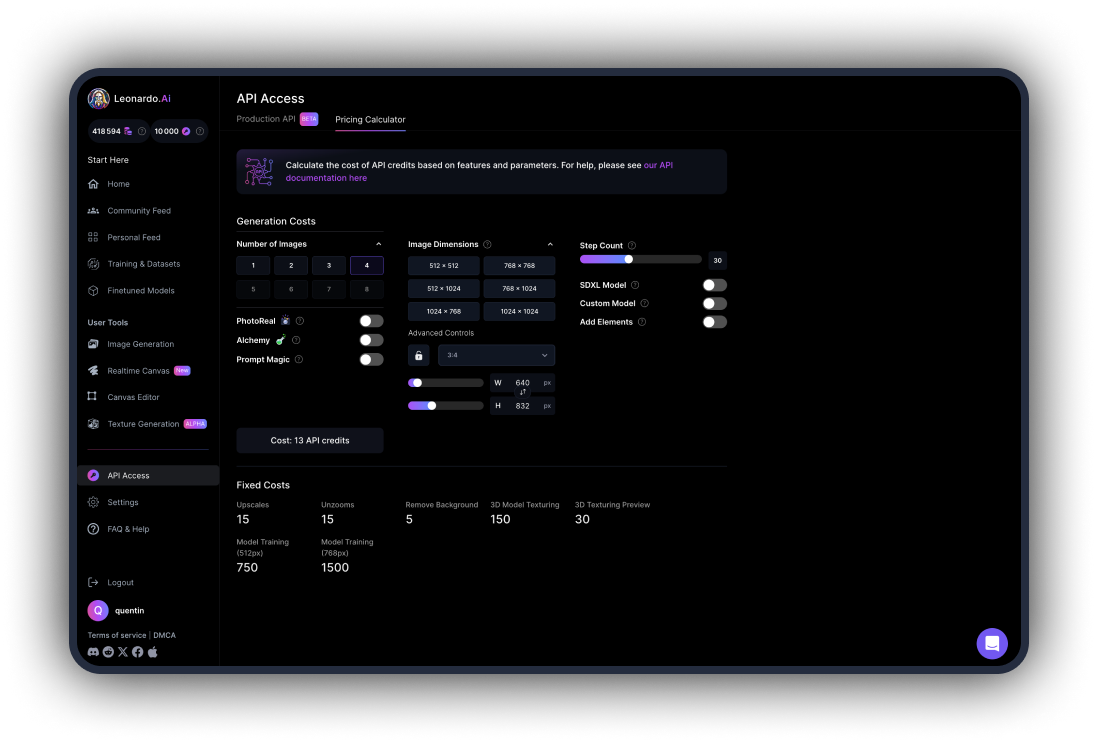 Leonardo.Ai
418 594 10 000
Start Here
Home
Community Feed
Personal Feed
Training & Datasets
Finetuned Models
User Tools
Image Generation
Realtime Canvas New
Canvas Editor
Texture Generation ALPHA
API Access
Settings
FAQ & Help
Logout
Q quentin
Terms of service | DMCA
API Access
Production API BETA Pricing Calculator
Calculate the cost of API credits based on features and parameters. For help, please see our API
documentation here
Generation Costs
Number of Images
1 2 3 4
5 6 7 8
PhotoReal
Alchemy
Prompt Magic
Image Dimensions
512 × 512 768 × 768
512 × 1024 768 × 1024
1024 × 768 1024 × 1024
Advanced Controls
3:4
W 640 px
H 832 px
Step Count
30
SDXL Model
Custom Model
Add Elements
Cost: 13 API credits
Fixed Costs
Upscales Unzooms Remove Background 3D Model Texturing 3D Texturing Preview
15 15 5 150 30
Model Training Model Training
(512px) (768px)
750 1500